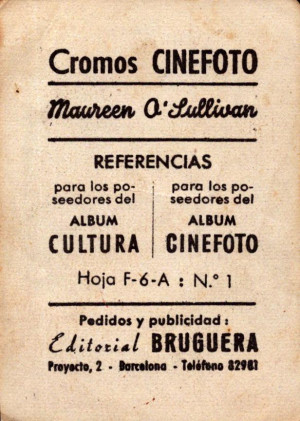 Cromos CINEFOTO
Maureen O'Sullivan
REFERENCIAS
para los po-
seedores del
ALBUM
CULTURA
para los po-
seedores del
ALBUM
CINEFOTO
Hoja F-6-A : N.° 1
Pedidos y publicidad :
Editorial BRUGUERA
Proyecto, 2 - Barcelona - Teléfono 82981